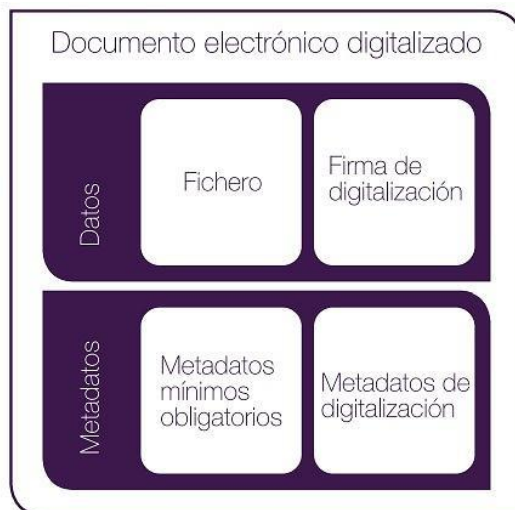 Documento electrónico digitalizado
Datos
Fichero
Firma de
digitalización
Metadatos
Metadatos
mínimos
obligatorios
Metadatos de
digitalización